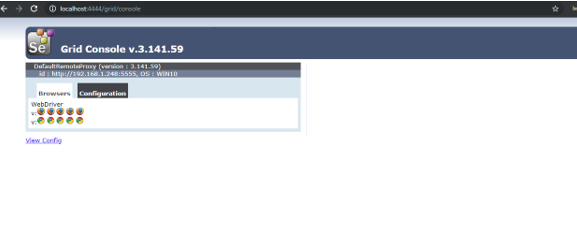 localhost:4444/grid/console
Se
Grid Console v.3.141.59
DefaultRemoteProxy (version : 3.141.59)
id : http://192.168.1.248:5555, OS : WIN10
Browsers Configuration
WebDriver
v:
v:
View Config